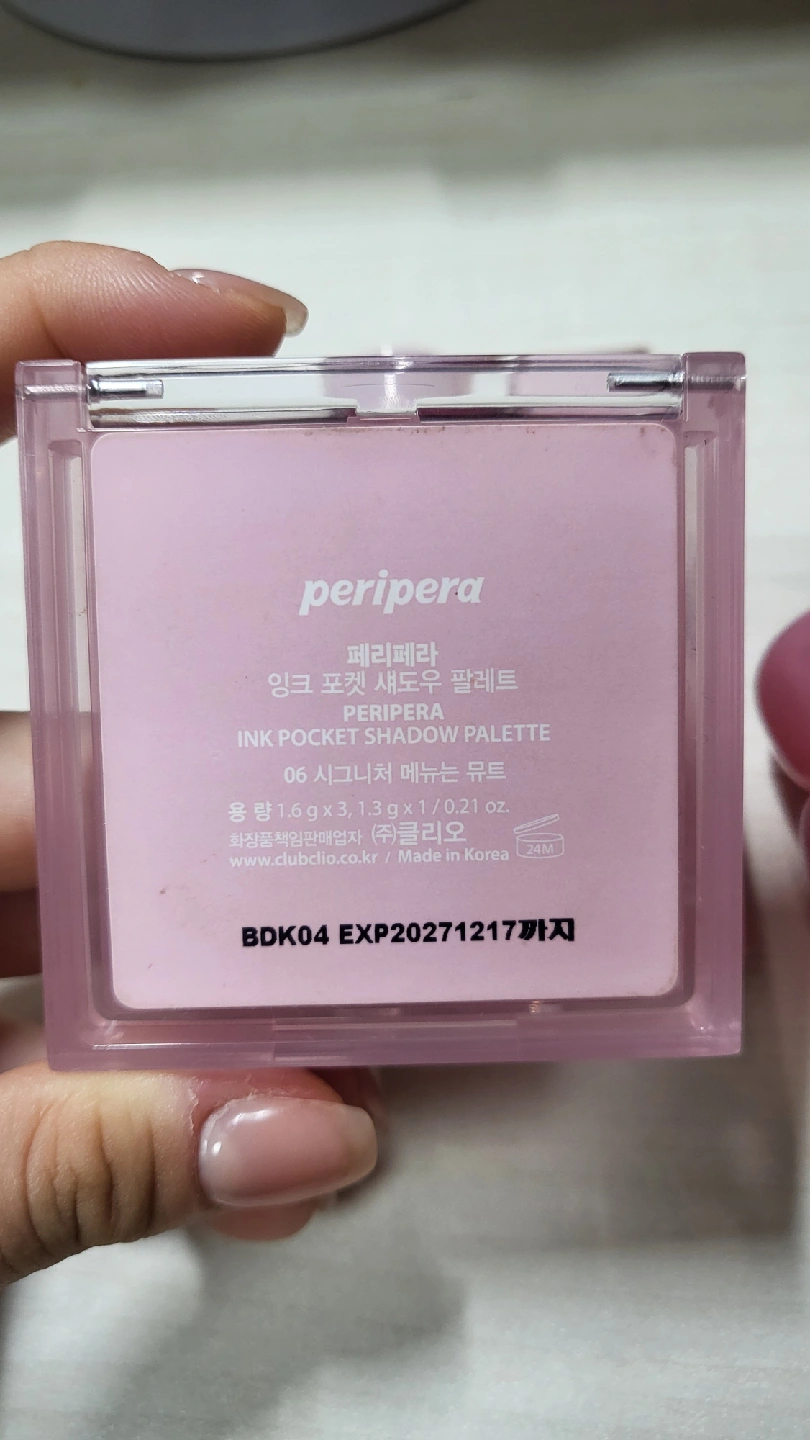 peripera
페리페라
잉크 포켓 섀도우 팔레트
PERIPERA
INK POCKET SHADOW PALETTE
06 시그니처 메뉴는 뮤트
용 량 1.6 g x 3, 1.3 g x 1 / 0.21 oz.
화장품책임판매업자 ㈜클리오
www.clubclio.co.kr / Made in Korea
24M
BDK04 EXP20271217까지